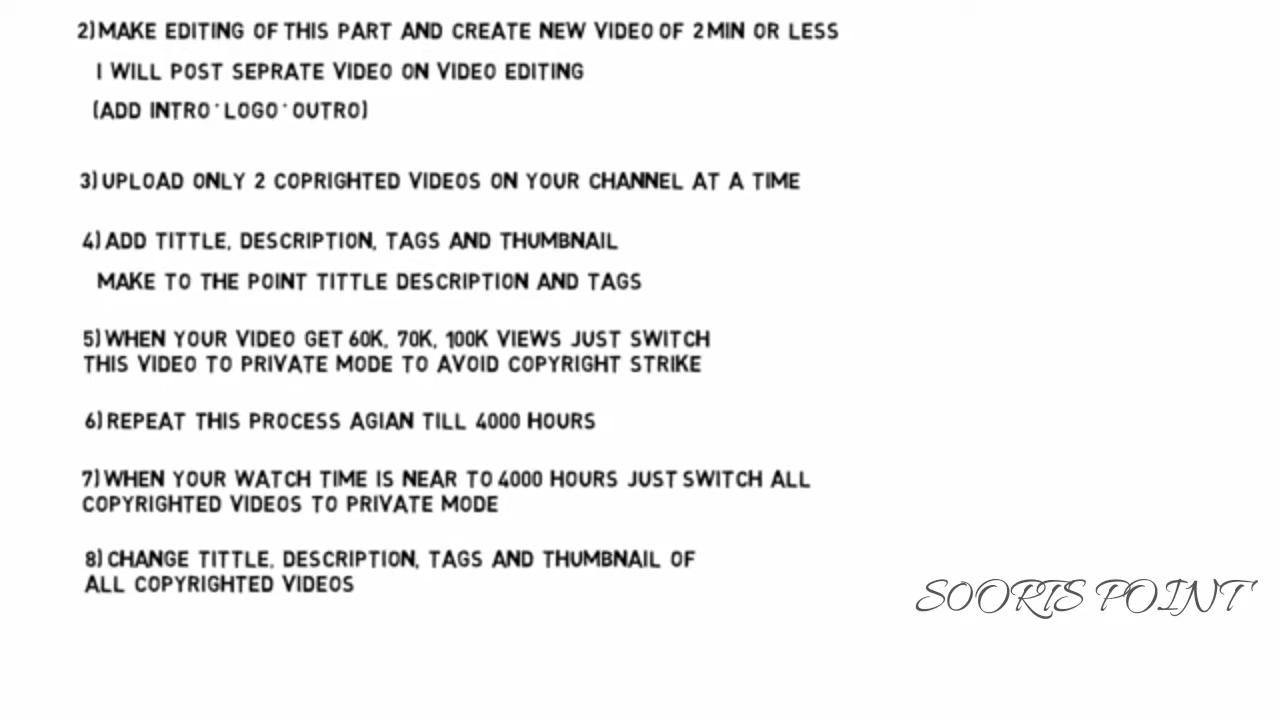 2)MAKE EDITING OF THIS PART AND CREATE NEW VIDEO OF 2MIN OR LESS
I WILL POST SEPRATE VIDEO ON VIDEO EDITING
(ADD INTRO·LOGO·OUTRO)
3)UPLOAD ONLY 2 COPRIGHTED VIDEOS ON YOUR CHANNEL AT A TIME
4)ADD TITTLE, DESCRIPTION, TAGS AND THUMBNAIL
MAKE TO THE POINT TITTLE DESCRIPTION AND TAGS
5)WHEN YOUR VIDEO GET 60K, 70K, 100K VIEWS JUST SWITCH
THIS VIDEO TO PRIVATE MODE TO AVOID COPYRIGHT STRIKE
6)REPEAT THIS PROCESS AGIAN TILL 4000 HOURS
7)WHEN YOUR WATCH TIME IS NEAR TO 4000 HOURS JUST SWITCH ALL
COPYRIGHTED VIDEOS TO PRIVATE MODE
8)CHANGE TITTLE, DESCRIPTION, TAGS AND THUMBNAIL OF
ALL COPYRIGHTED VIDEOS
SOORTS POINT